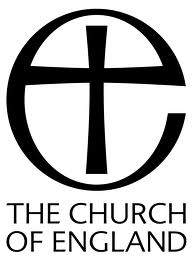 THE CHURCH
OF ENGLAND